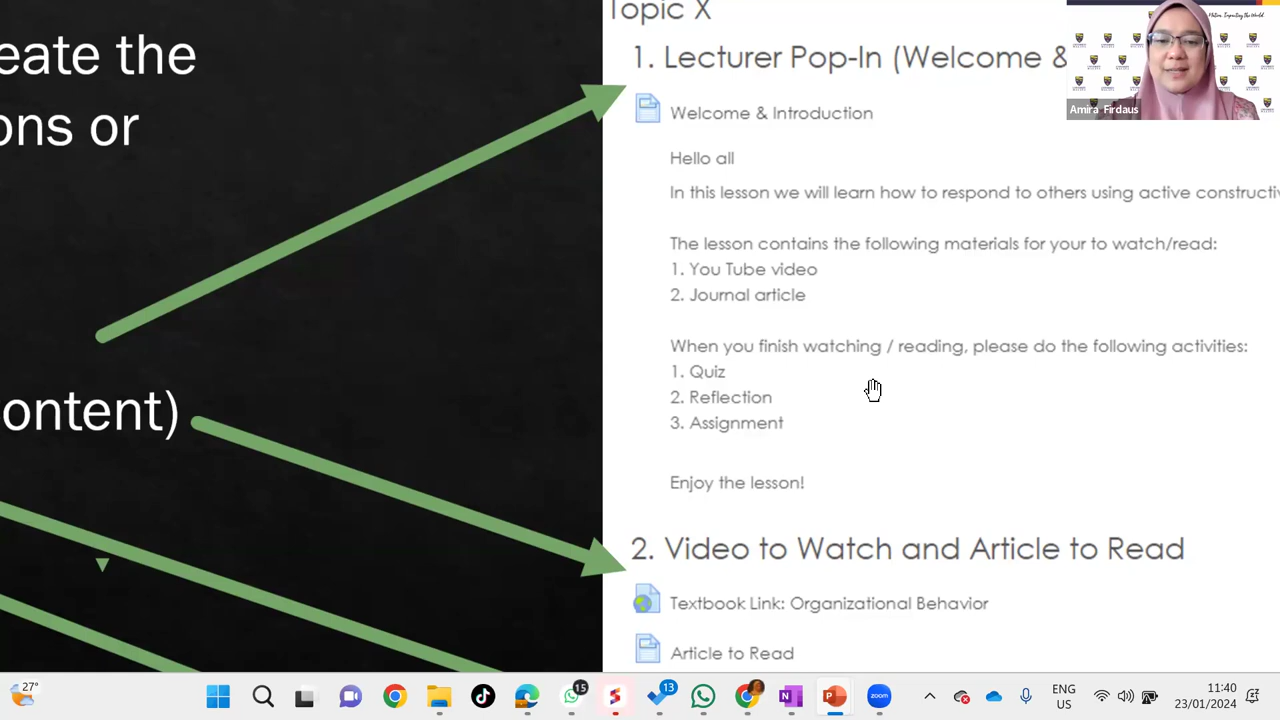 eate the
ons or
ontent)
Topic X
1. Lecturer Pop-In (Welcome &
Welcome & Introduction
Hello all
In this lesson we will learn how to respond to others using active constructiv
The lesson contains the following materials for your to watch/read:
1. You Tube video
2. Journal article
When you finish watching / reading, please do the following activities:
1. Quiz
2. Reflection
3. Assignment
Enjoy the lesson!
2. Video to Watch and Article to Read
Textbook Link: Organizational Behavior
Article to Read
Amira Firdaus
27°
15
13
zoom
ENG
US
11:40
23/01/2024